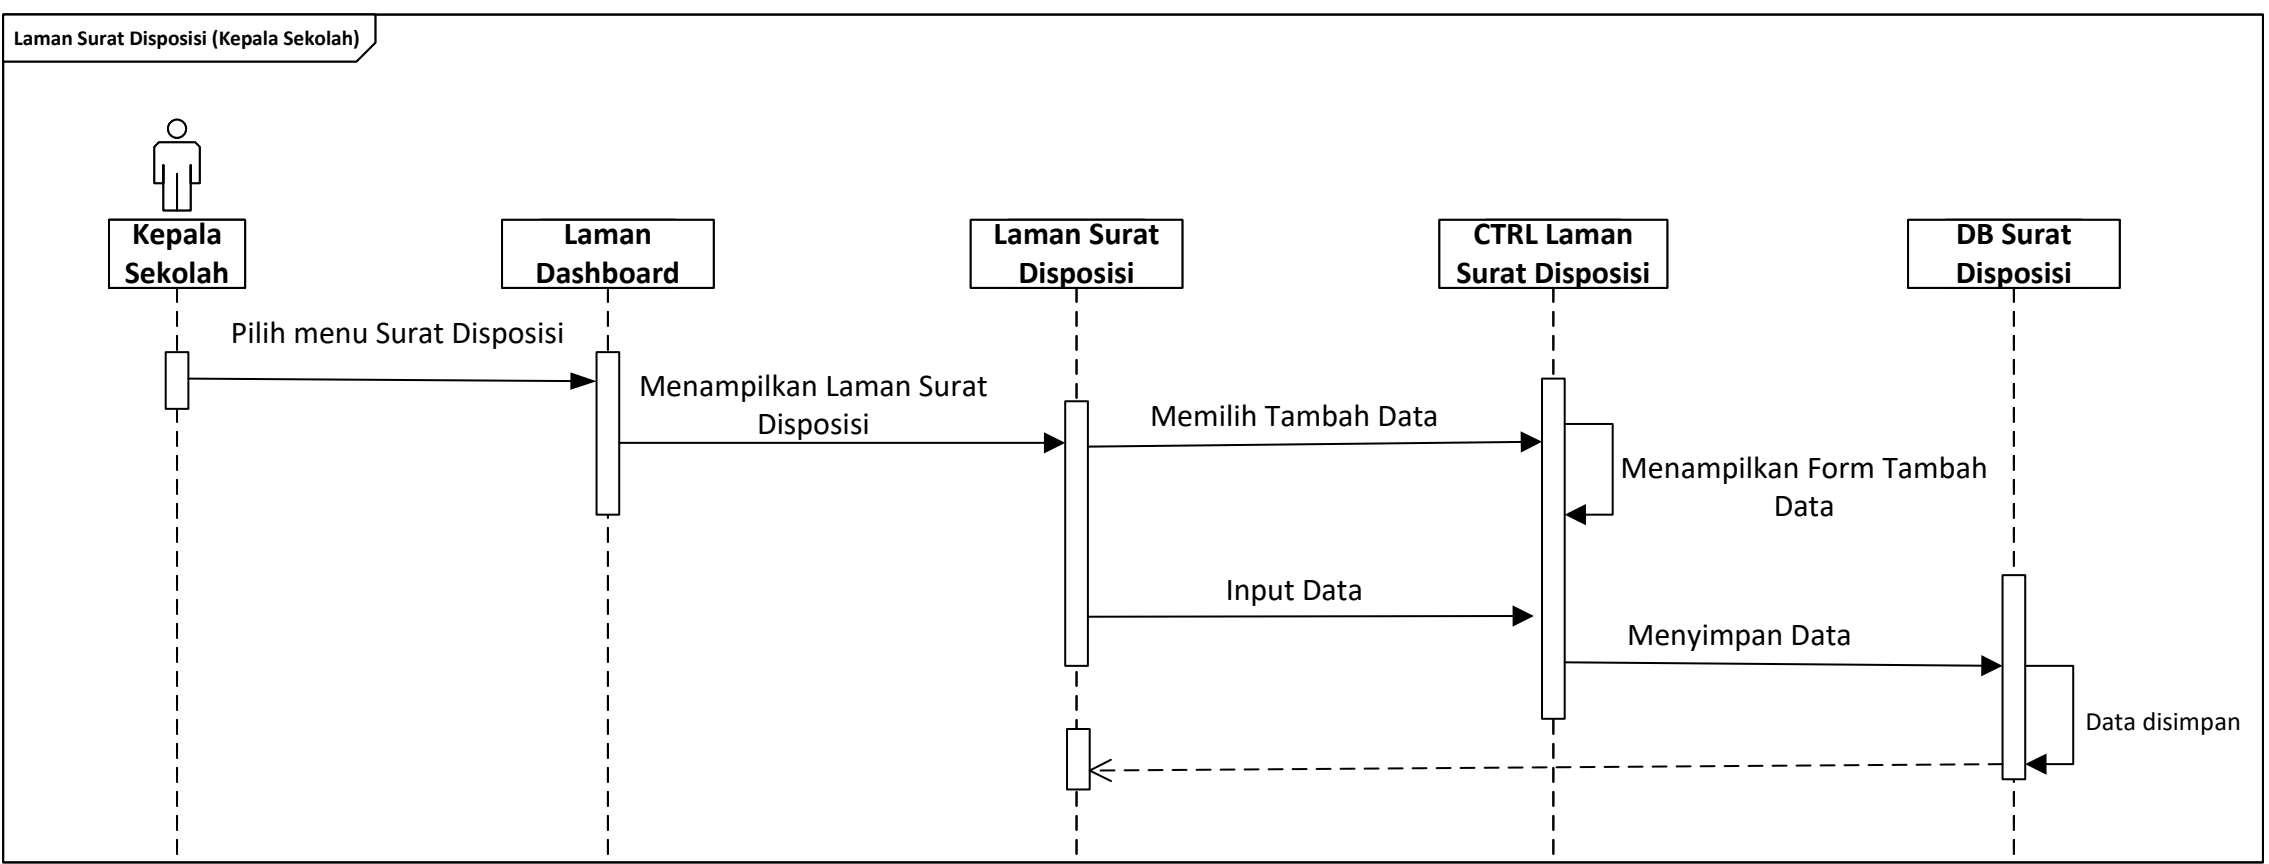 Laman Surat Disposisi (Kepala Sekolah)
Kepala
Sekolah
Laman
Dashboard
Laman Surat
Disposisi
CTRL Laman
Surat Disposisi
DB Surat
Disposisi
Pilih menu Surat Disposisi
Menampilkan Laman Surat
Disposisi
Memilih Tambah Data
Menampilkan Form Tambah
Data
Input Data
Menyimpan Data
Data disimpan